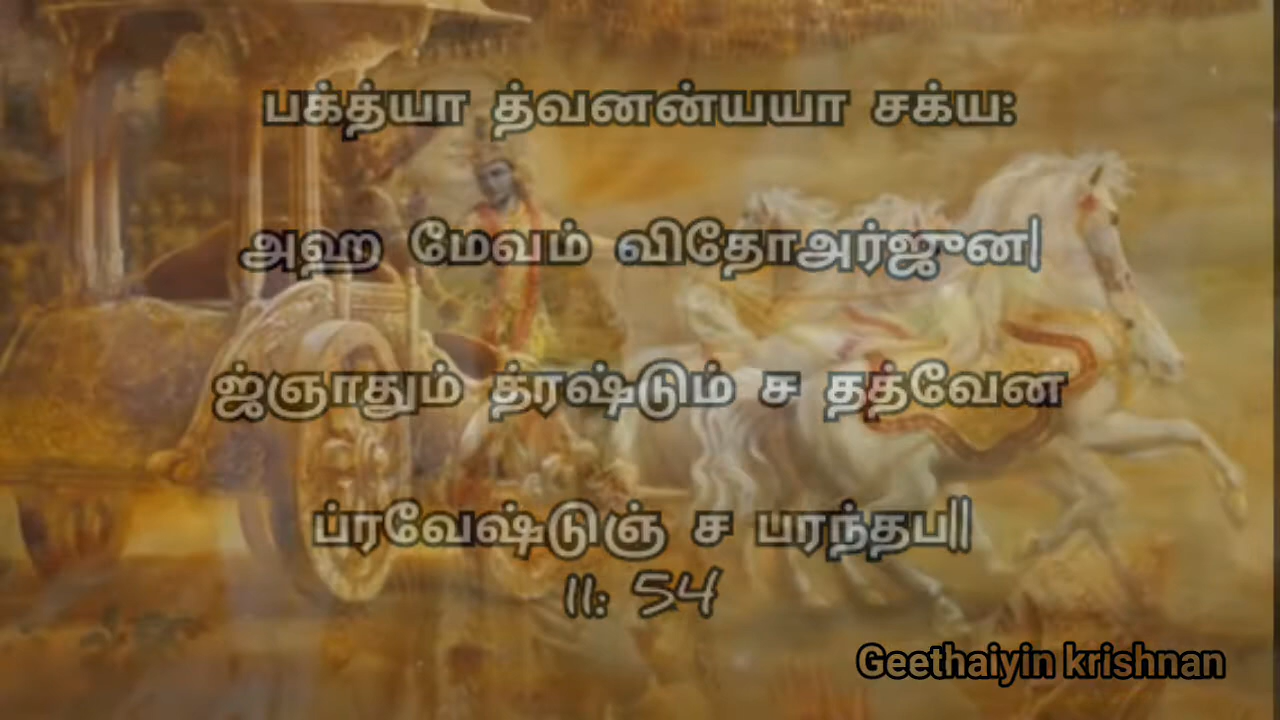 பக்த்யா த்வனன்யயா சக்ய:
அஹ மேவம் விதோஅர்ஜுன|
ஜ்ஞாதும் த்ரஷ்டும் ச தத்வேன
ப்ரவேஷ்டுஞ் ச பரந்தப||
11: 54
Geethaiyin krishnan